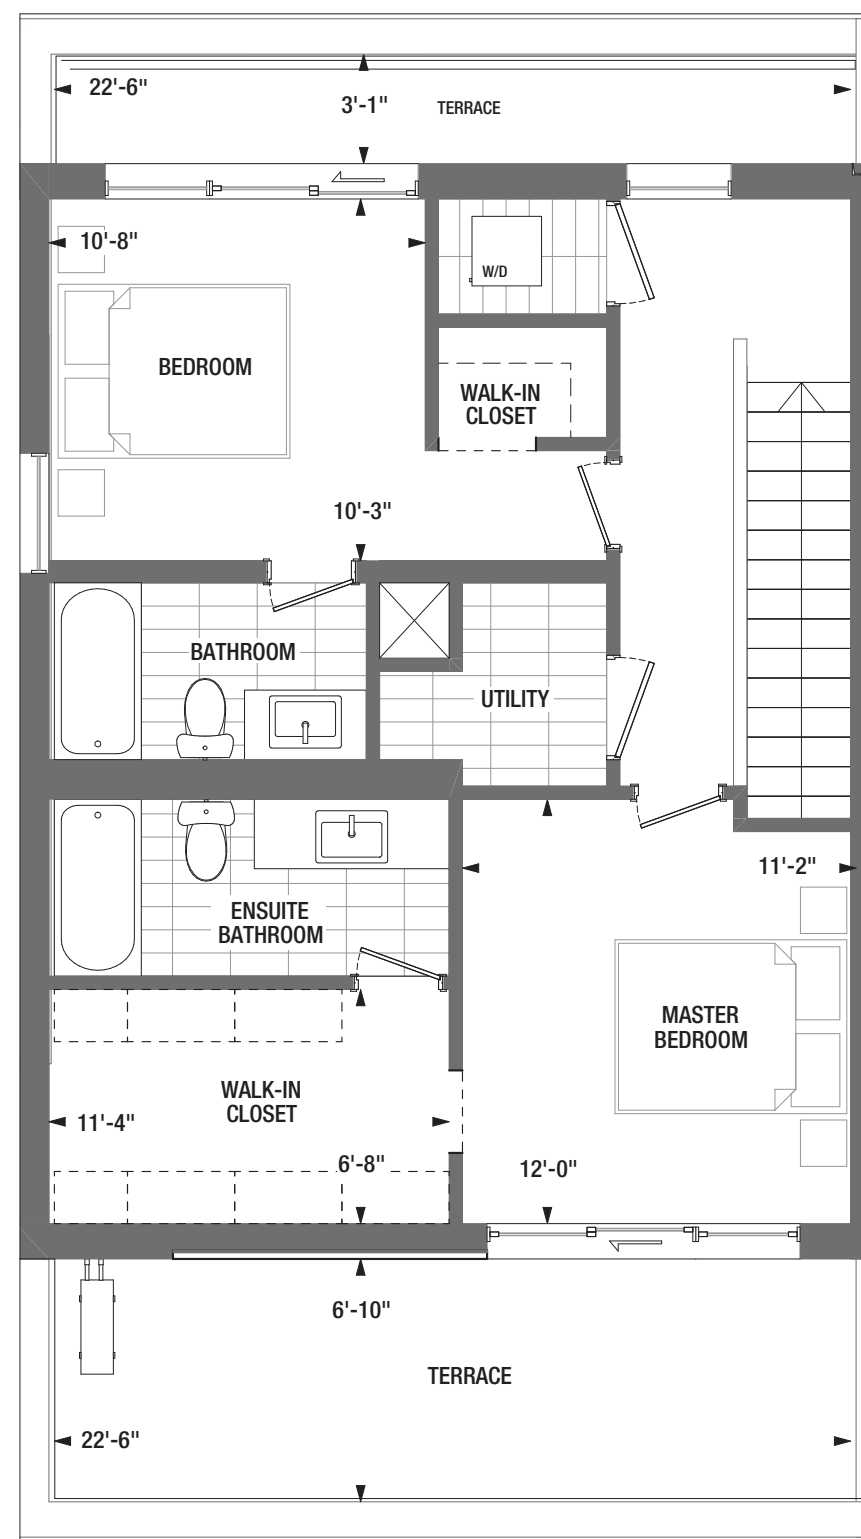 22'-6"
3'-1"
TERRACE
10'-8"
W/D
BEDROOM
WALK-IN
CLOSET
10'-3"
BATHROOM
UTILITY
11'-2"
ENSUITE
BATHROOM
MASTER
BEDROOM
WALK-IN
CLOSET
11'-4"
6'-8"
12'-0"
6'-10"
TERRACE
22'-6"